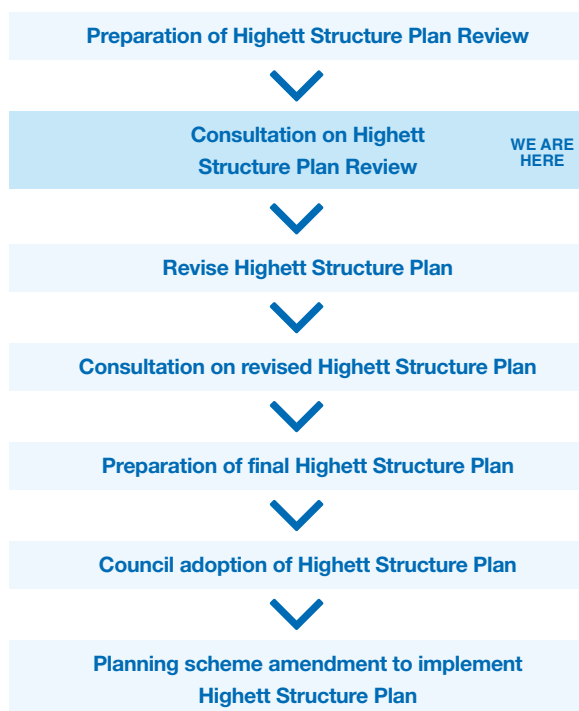 Preparation of Highett Structure Plan Review
Consultation on Highett
Structure Plan Review
WE ARE
HERE
Revise Highett Structure Plan
Consultation on revised Highett Structure Plan
Preparation of final Highett Structure Plan
Council adoption of Highett Structure Plan
Planning scheme amendment to implement
Highett Structure Plan